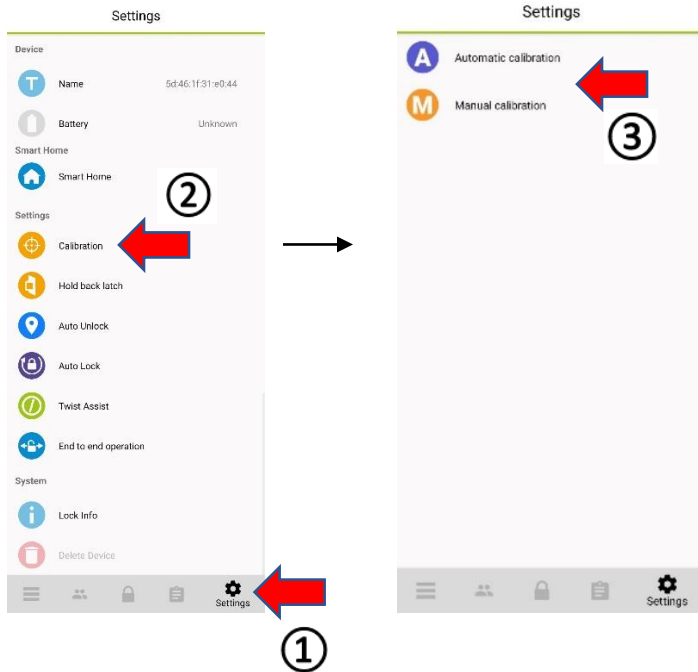 Settings
Device
T Name 5d:46:1f:31:e0:44
Battery Unknown
Smart Home
Smart Home
②
Settings
Calibration
Hold back latch
Auto Unlock
Auto Lock
Twist Assist
End to end operation
System
i Lock Info
Delete Device
Settings
①
Settings
A Automatic calibration
M Manual calibration
③
Settings